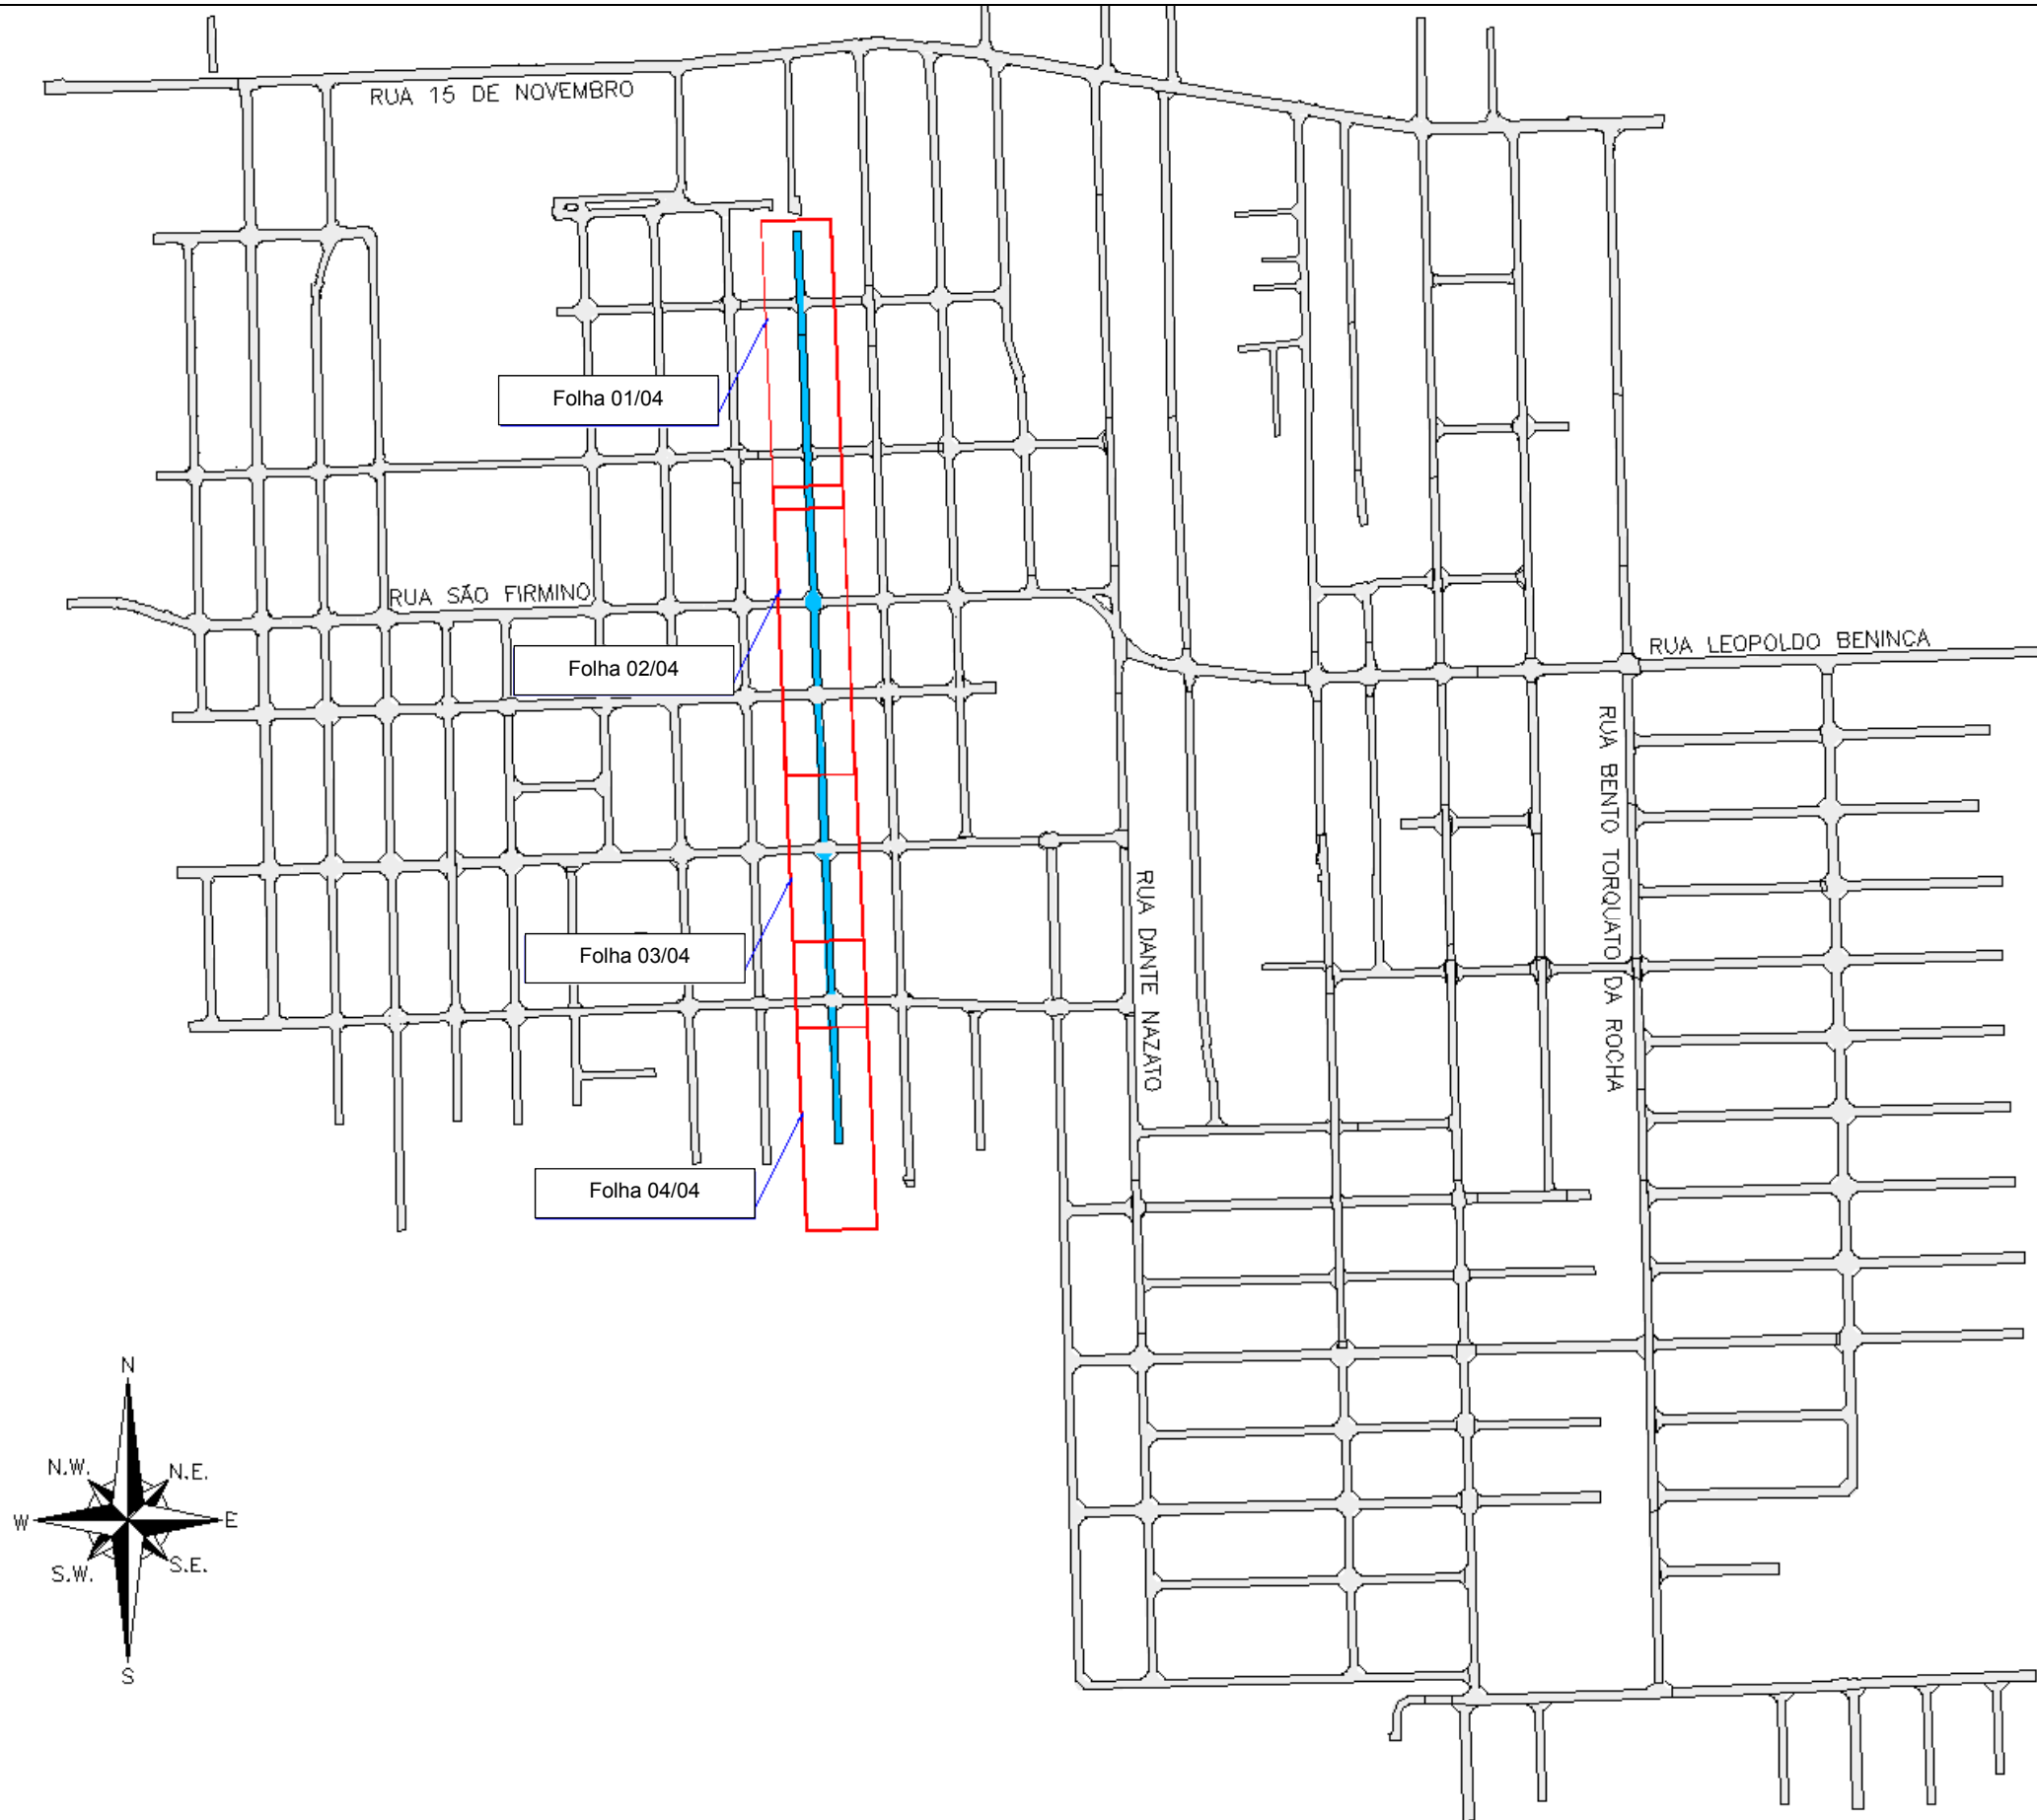 RUA 15 DE NOVEMBRO
Folha 01/04
RUA SÃO FIRMINO
Folha 02/04
RUA LEOPOLDO BENINCA
RUA BENTO TORQUATO DA ROCHA
RUA DANTE NAZATO
Folha 03/04
Folha 04/04
N
N.W.
N.E.
W
E
S.W.
S.E.
S